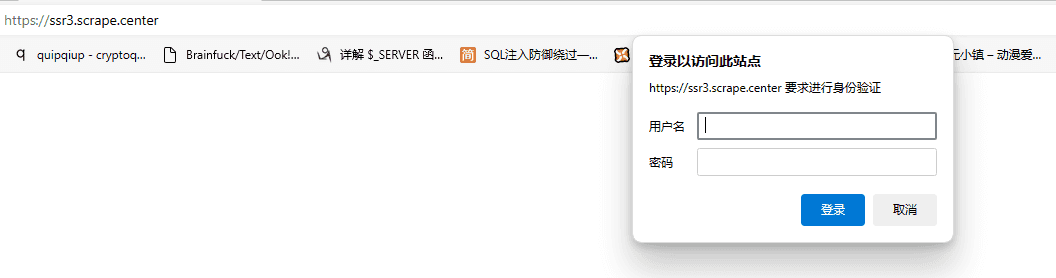 https://ssr3.scrape.center
quipqiup - cryptoq... Brainfuck/Text/Ook!... 详解 $_SERVER 函... 简 SQL注入防御绕过—... 元小镇 – 动漫爱...
登录以访问此站点
https://ssr3.scrape.center 要求进行身份验证
用户名
密码
登录 取消